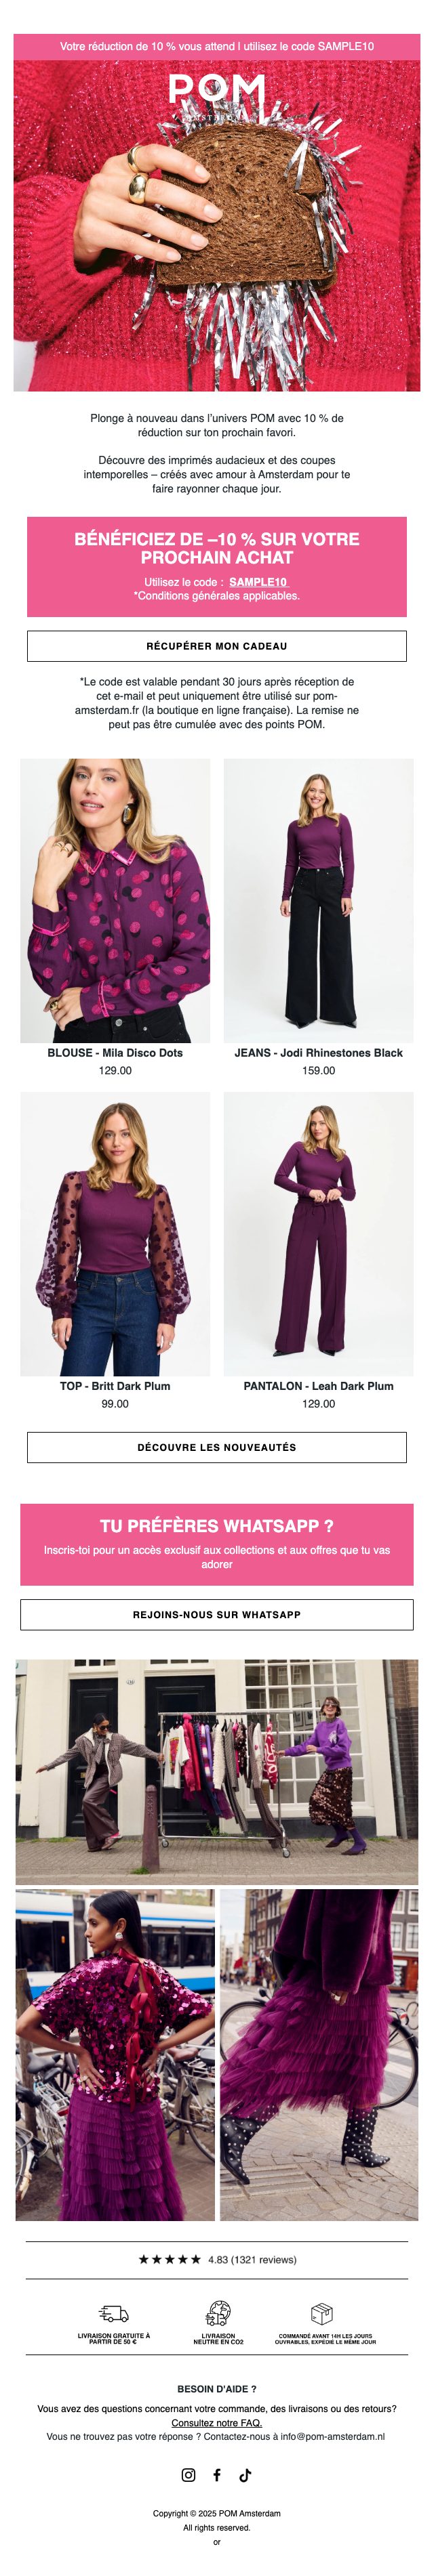 Votre réduction de 10 % vous attend | utilisez le code SAMPLE10
POM
Plonge à nouveau dans l'univers POM avec 10 % de
réduction sur ton prochain favori.
Découvre des imprimés audacieux et des coupes
intemporelles – créés avec amour à Amsterdam pour te
faire rayonner chaque jour.
BÉNÉFICIEZ DE –10 % SUR VOTRE
PROCHAIN ACHAT
Utilisez le code : SAMPLE10
*Conditions générales applicables.
RÉCUPÉRER MON CADEAU
*Le code est valable pendant 30 jours après réception de
cet e-mail et peut uniquement être utilisé sur pom-
amsterdam.fr (la boutique en ligne française). La remise ne
peut pas être cumulée avec des points POM.
BLOUSE - Mila Disco Dots
129.00
JEANS - Jodi Rhinestones Black
159.00
TOP - Britt Dark Plum
99.00
PANTALON - Leah Dark Plum
129.00
DÉCOUVRE LES NOUVEAUTÉS
TU PRÉFÈRES WHATSAPP ?
Inscris-toi pour un accès exclusif aux collections et aux offres que tu vas
adorer
REJOINS-NOUS SUR WHATSAPP
4.83 (1321 reviews)
LIVRAISON GRATUITE À
PARTIR DE 50 €
LIVRAISON
NEUTRE EN CO2
COMMANDÉ AVANT 14H LES JOURS
OUVRABLES, EXPÉDIÉ LE MÊME JOUR
BESOIN D'AIDE ?
Vous avez des questions concernant votre commande, des livraisons ou des retours?
Consultez notre FAQ.
Vous ne trouvez pas votre réponse ? Contactez-nous à info@pom-amsterdam.nl
Copyright © 2025 POM Amsterdam
All rights reserved.
or